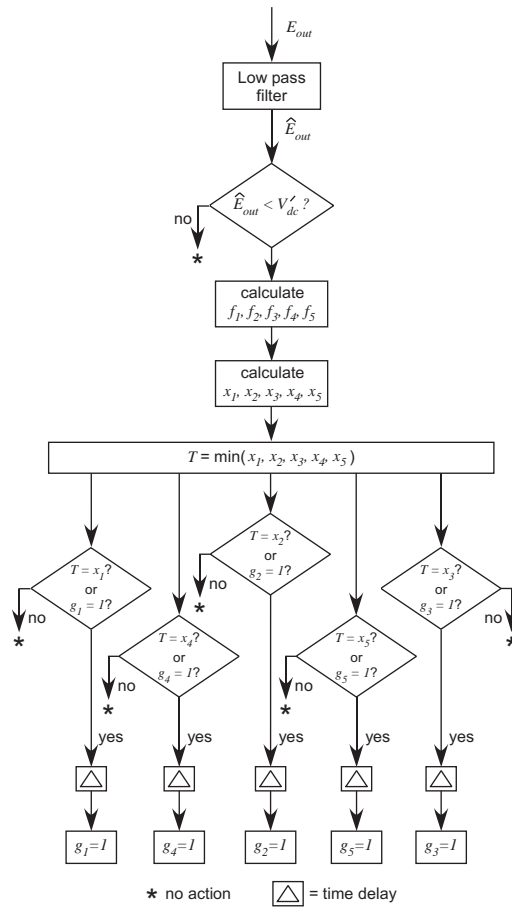 E_out
Low pass
filter
Ê_out
Ê_out < V′_dc ?
no
*
calculate
f_1, f_2, f_3, f_4, f_5
calculate
x_1, x_2, x_3, x_4, x_5
T = min( x_1, x_2, x_3, x_4, x_5 )
T = x_1?
or
g_1 = 1?
no
*
T = x_4?
or
g_4 = 1?
no
*
T = x_2?
or
g_2 = 1?
no
*
T = x_5?
or
g_5 = 1?
no
*
T = x_3?
or
g_3 = 1?
no
*
yes
yes
yes
yes
yes
g_1=1
g_4=1
g_2=1
g_5=1
g_3=1
* no action
△ = time delay